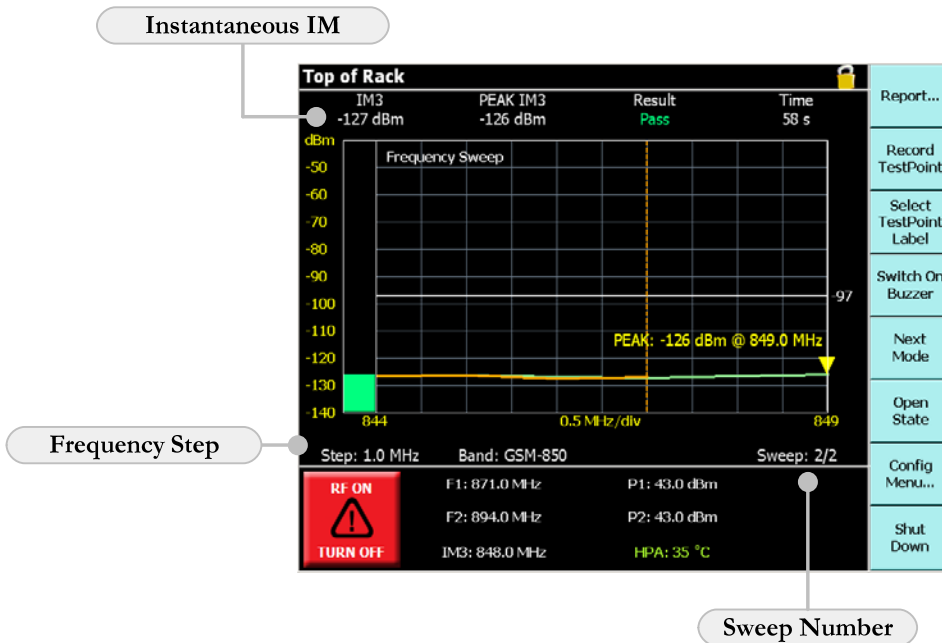 Instantaneous IM
Top of Rack
IM3
-127 dBm
PEAK IM3
-126 dBm
Result
Pass
Time
58 s
dBm
-50
-60
-70
-80
-90
-100
-110
-120
-130
-140
Frequency Sweep
-97
PEAK: -126 dBm @ 849.0 MHz
844
0.5 MHz/div
849
Frequency Step
Step: 1.0 MHz
Band: GSM-850
Sweep: 2/2
RF ON
TURN OFF
F1: 871.0 MHz
P1: 43.0 dBm
F2: 894.0 MHz
P2: 43.0 dBm
IM3: 848.0 MHz
HPA: 35 °C
Report...
Record
TestPoint
Select
TestPoint
Label
Switch On
Buzzer
Next
Mode
Open
State
Config
Menu...
Shut
Down
Sweep Number